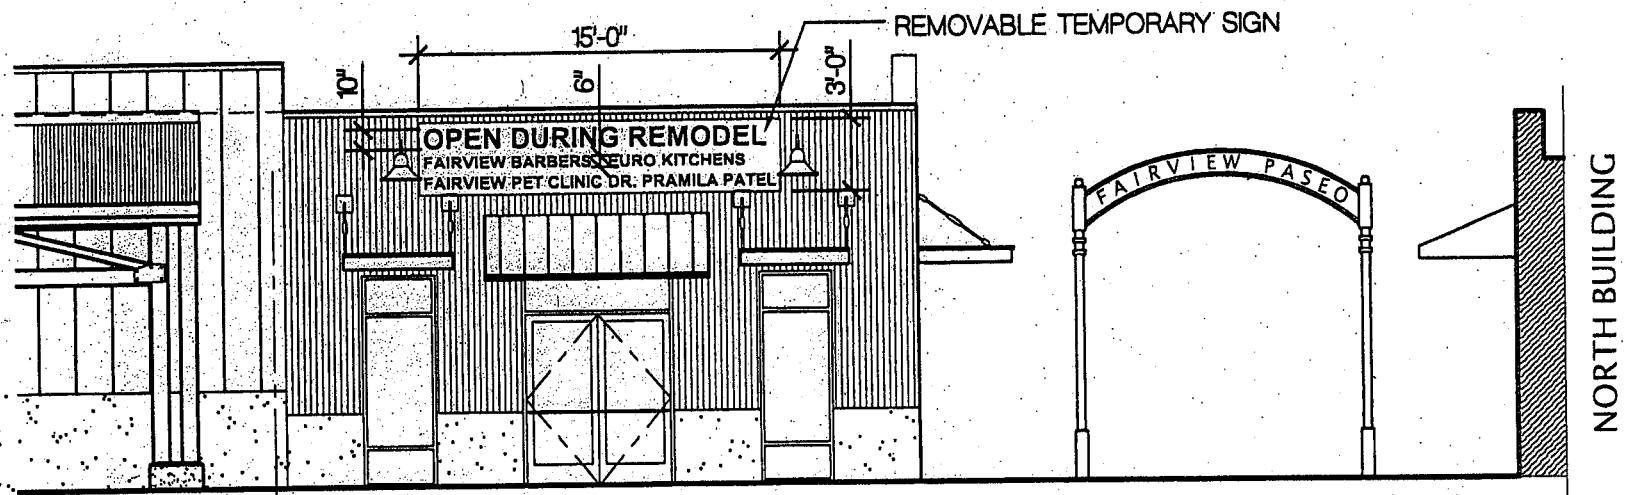 REMOVABLE TEMPORARY SIGN
15'-0"
10"
6"
3'-0"
OPEN DURING REMODEL
FAIRVIEW BARBERS EURO KITCHENS
FAIRVIEW PET CLINIC DR. PRAMILA PATEL
FAIRVIEW PASEO
NORTH BUILDING